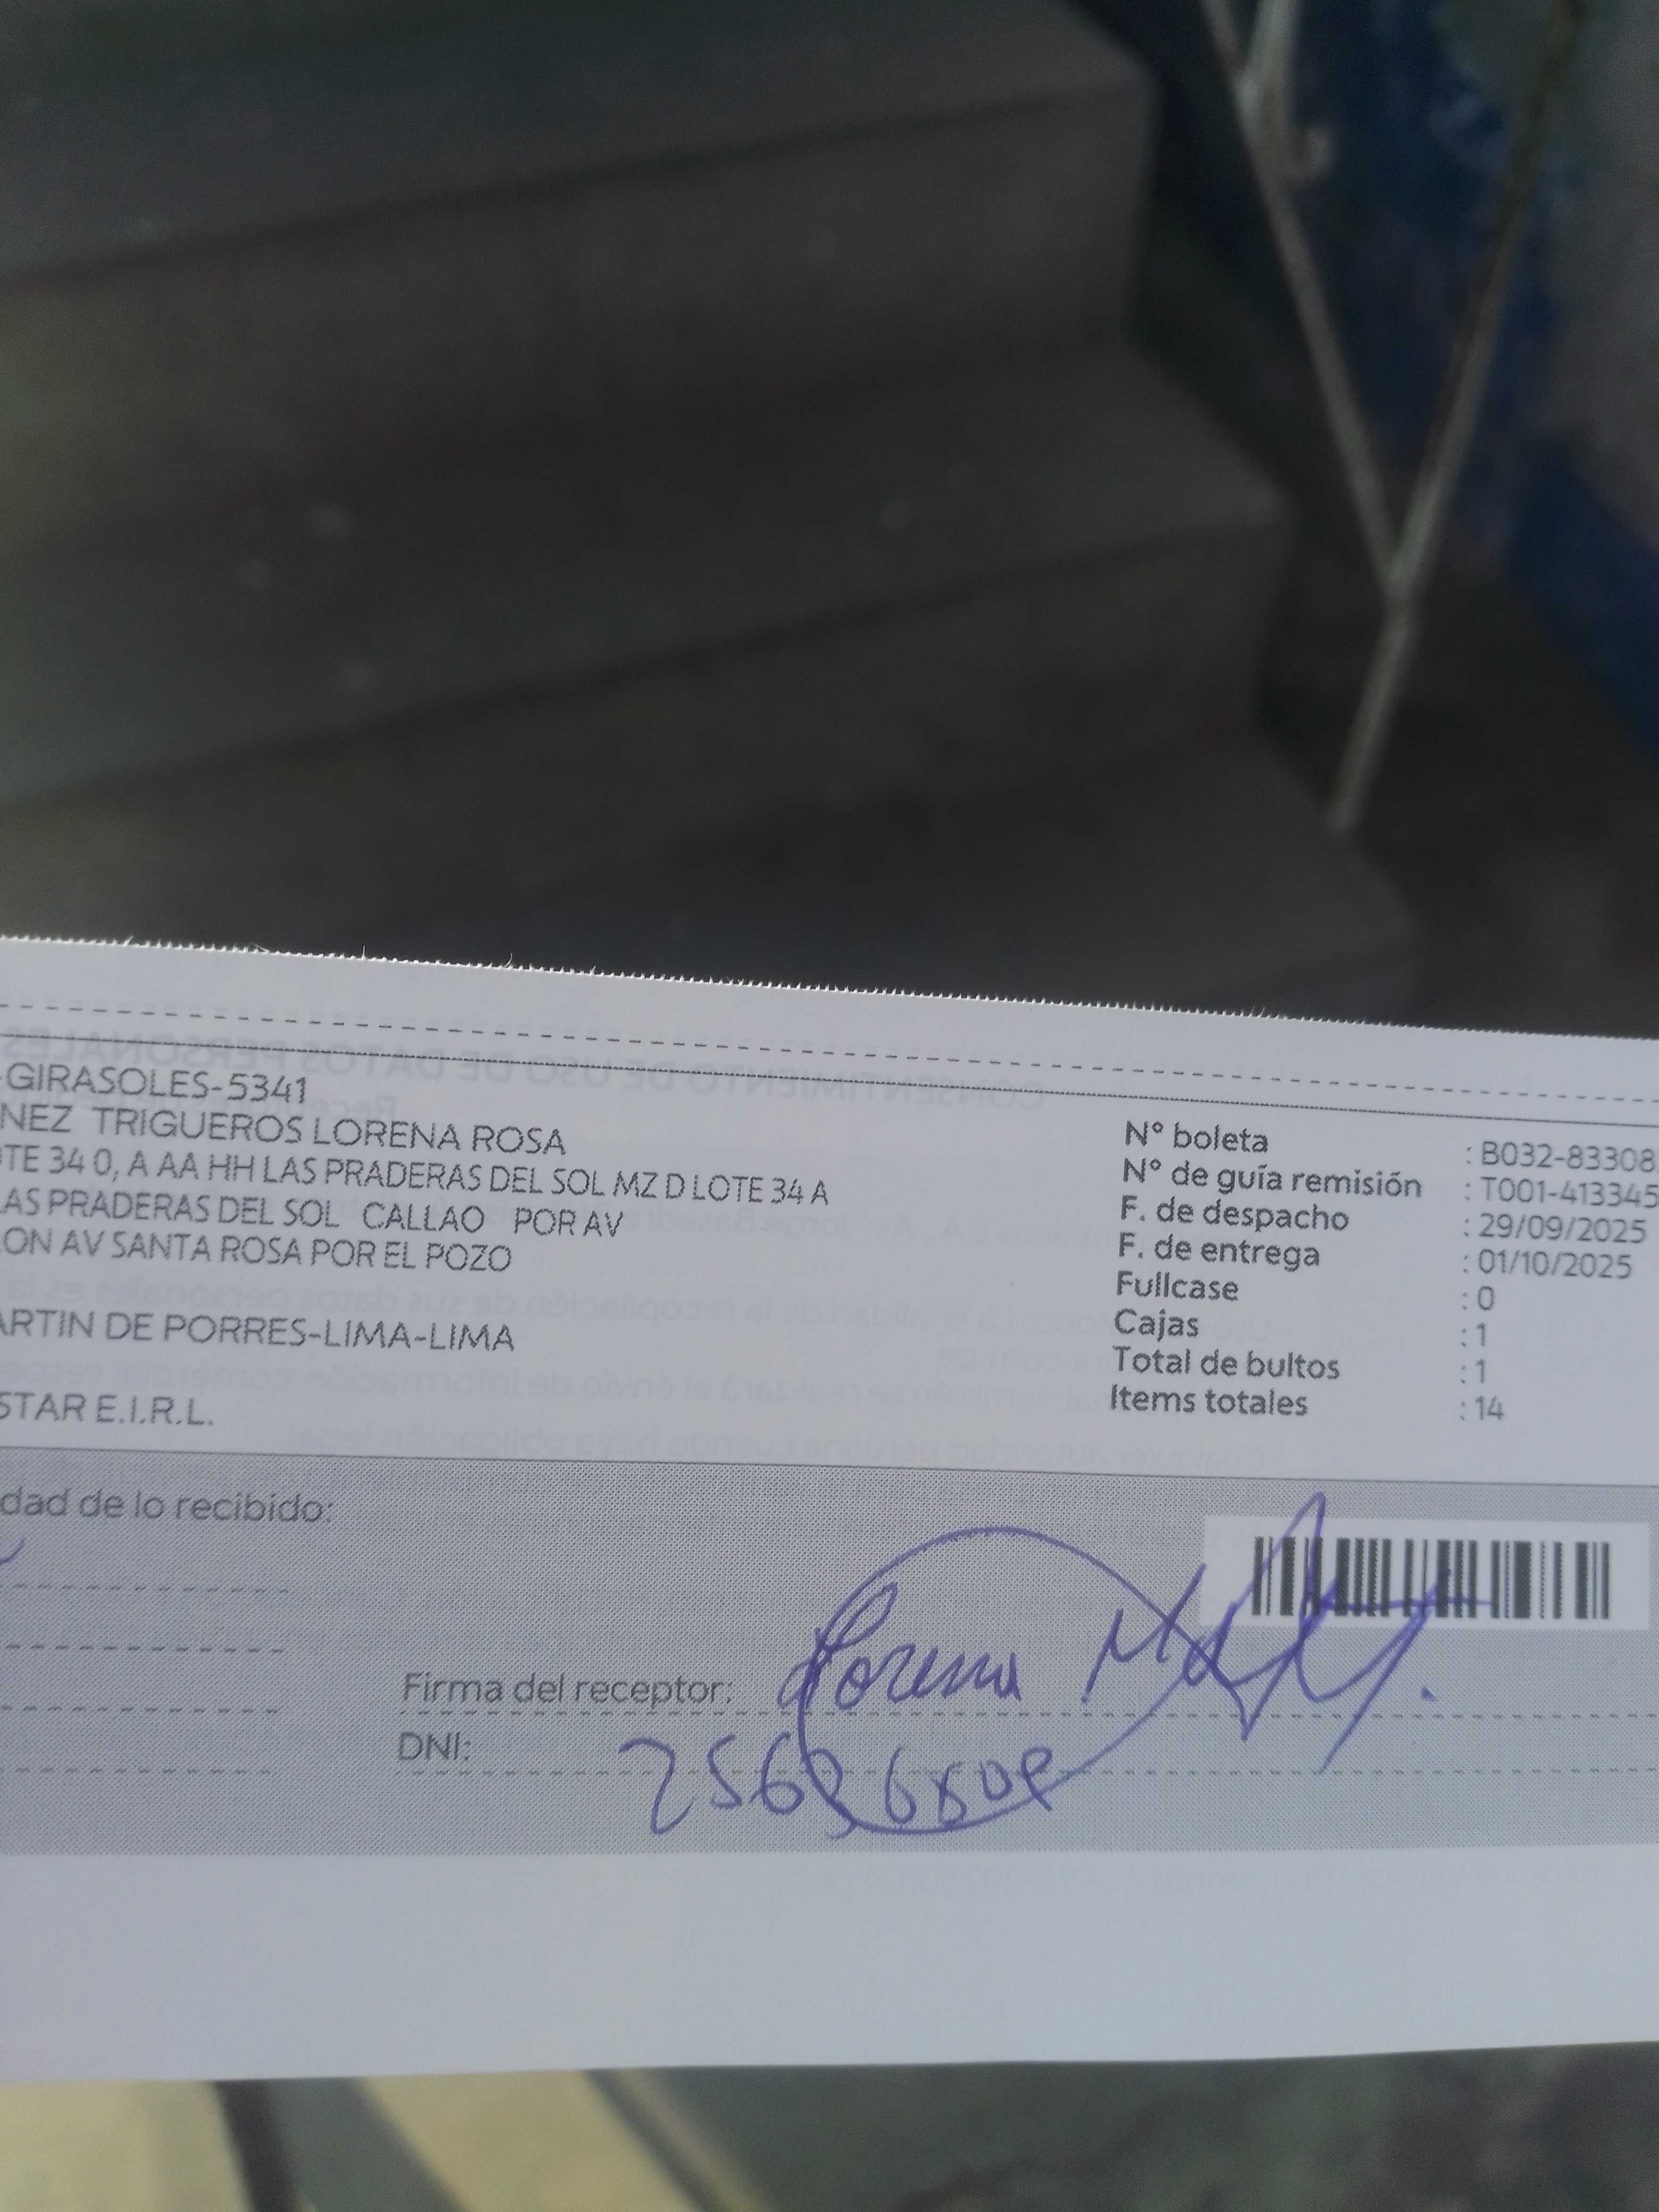 -GIRASOLES-5341
NEZ TRIGUEROS LORENA ROSA
OTE 34 0, A AA HH LAS PRADERAS DEL SOL MZ D LOTE 34 A
LAS PRADERAS DEL SOL CALLAO POR AV
ON AV SANTA ROSA POR EL POZO
ARTIN DE PORRES-LIMA-LIMA
STAR E.I.R.L.
N° boleta : B032-83308
N° de guía remisión : T001-413345
F. de despacho : 29/09/2025
F. de entrega : 01/10/2025
Fullcase : 0
Cajas : 1
Total de bultos : 1
Items totales : 14
dad de lo recibido:
Firma del receptor: Lorena
DNI: